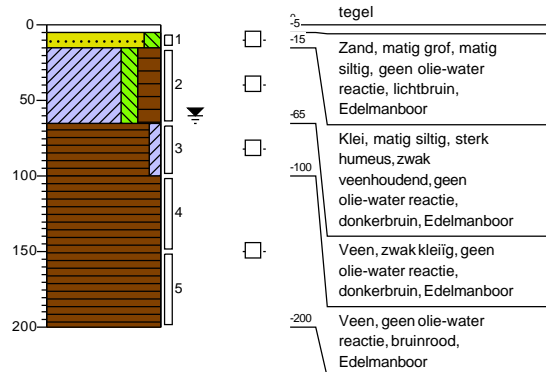 0
50
100
150
200
1
2
3
4
5
0
-5
-15
-65
-100
-200
tegel
Zand, matig grof, matig
siltig, geen olie-water
reactie, lichtbruin,
Edelmanboor
Klei, matig siltig, sterk
humeus, zwak
veenhoudend, geen
olie-water reactie,
donkerbruin, Edelmanboor
Veen, zwak kleiïg, geen
olie-water reactie,
donkerbruin, Edelmanboor
Veen, geen olie-water
reactie, bruinrood,
Edelmanboor